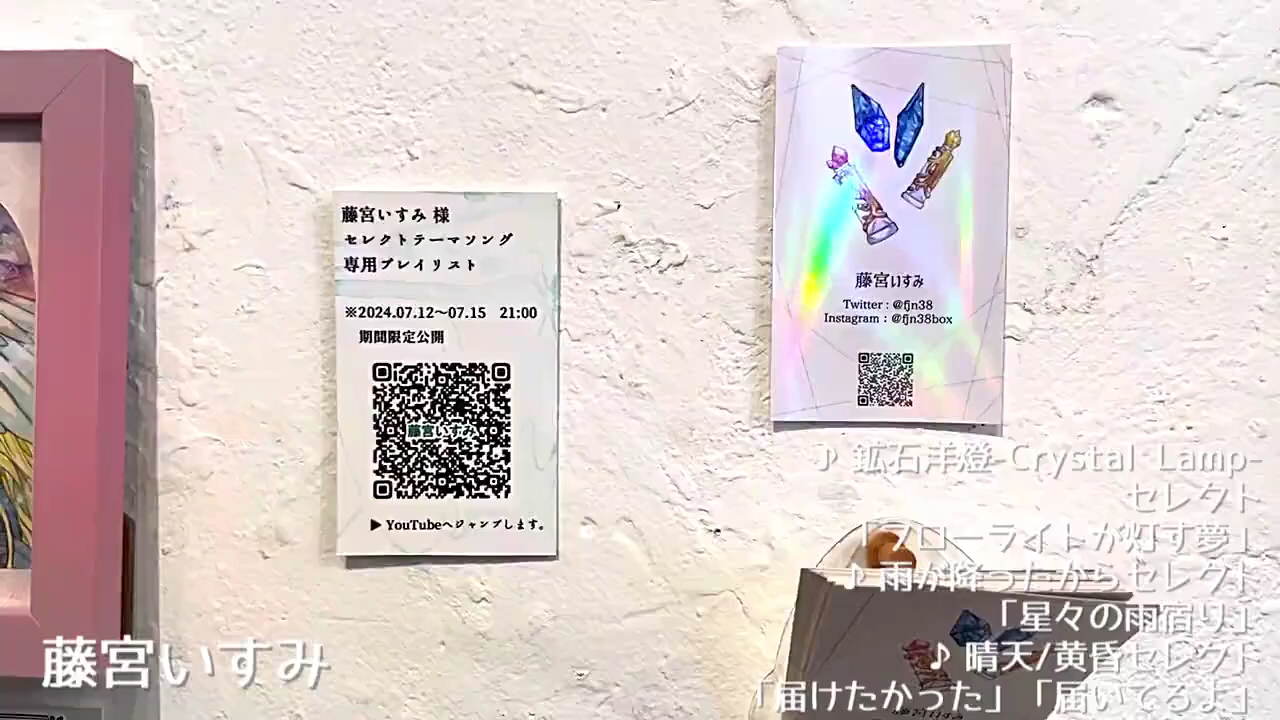 藤宮いすみ 様
セレクトテーマソング
専用プレイリスト
※2024.07.12～07.15 21:00
期間限定公開
藤宮いすみ
▶ YouTubeへジャンプします。
藤宮いすみ
Twitter : @fjn38
Instagram : @fjn38box
♪ 鉱石洋燈-Crystal Lamp-
セレクト
「フローライトが灯す夢」
♪ 雨が降ったからセレクト
「星々の雨宿り」
♪ 晴天/黄昏セレクト
「届けたかった」「届いてるよ」
藤宮いすみ